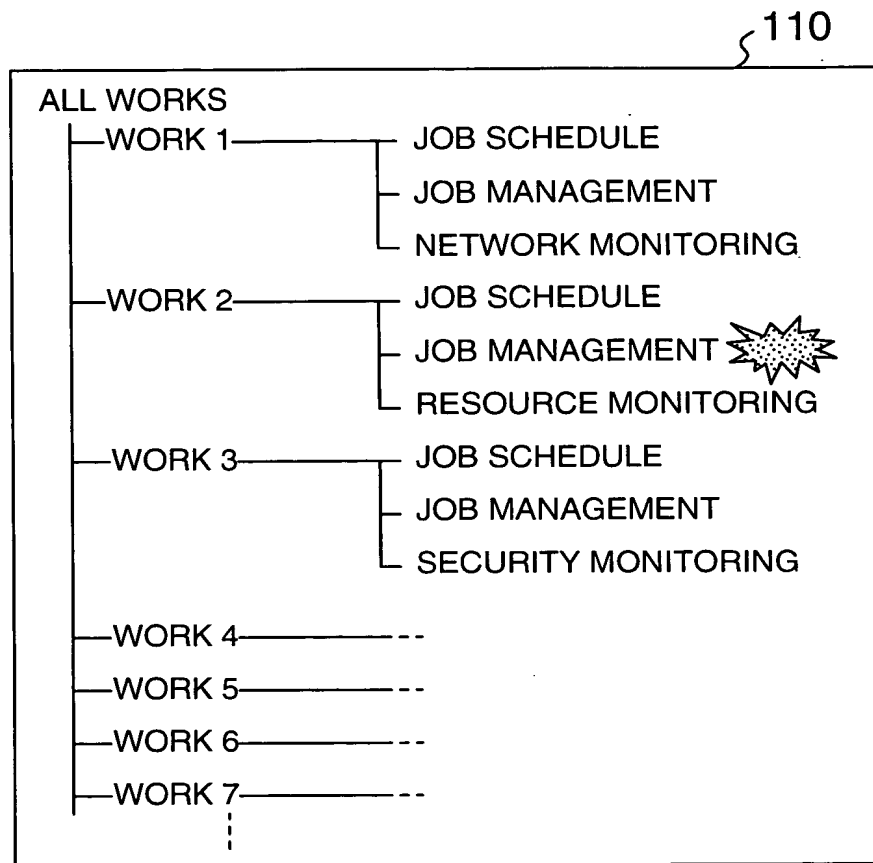 110
ALL WORKS
WORK 1 JOB SCHEDULE
JOB MANAGEMENT
NETWORK MONITORING
WORK 2 JOB SCHEDULE
JOB MANAGEMENT
RESOURCE MONITORING
WORK 3 JOB SCHEDULE
JOB MANAGEMENT
SECURITY MONITORING
WORK 4
WORK 5
WORK 6
WORK 7